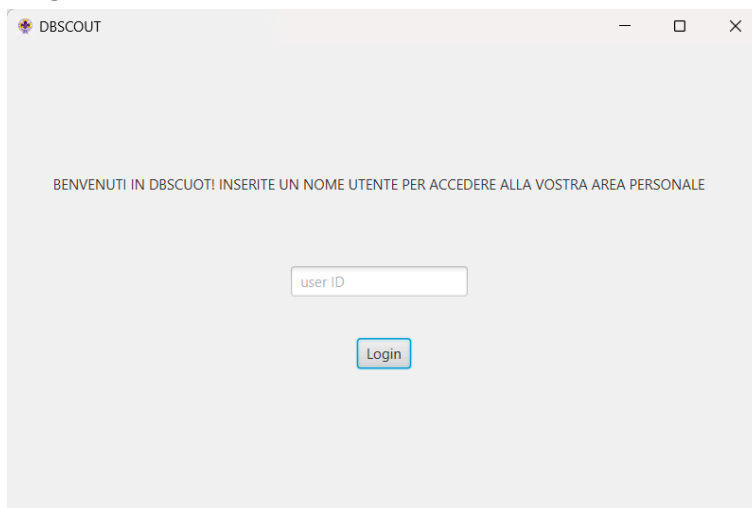 DBSCOUT
BENVENUTI IN DBSCUOT! INSERITE UN NOME UTENTE PER ACCEDERE ALLA VOSTRA AREA PERSONALE
user ID
Login